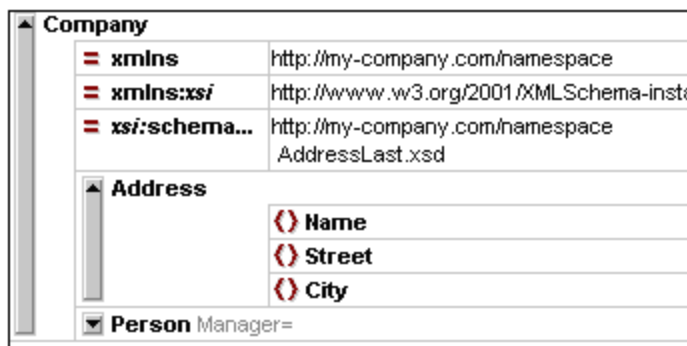 Company
= xmlns http://my-company.com/namespace
= xmlns:xsi http://www.w3.org/2001/XMLSchema-insta
= xsi:schema... http://my-company.com/namespace
AddressLast.xsd
Address
{} Name
{} Street
{} City
Person Manager=